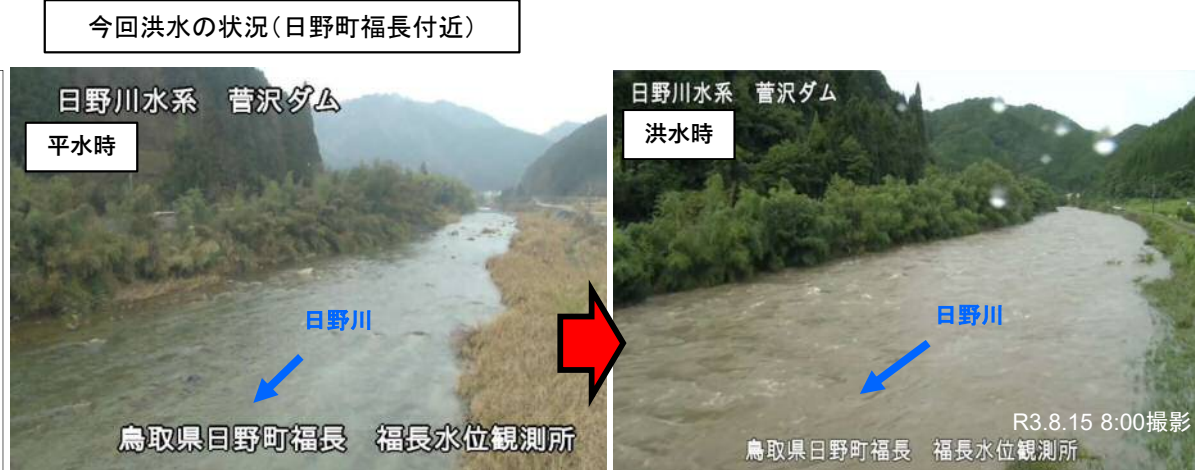 今回洪水の状況(日野町福長付近)
日野川水系 菅沢ダム
平水時
日野川
鳥取県日野町福長 福長水位観測所
日野川水系 菅沢ダム
洪水時
日野川
R3.8.15 8:00撮影
鳥取県日野町福長 福長水位観測所